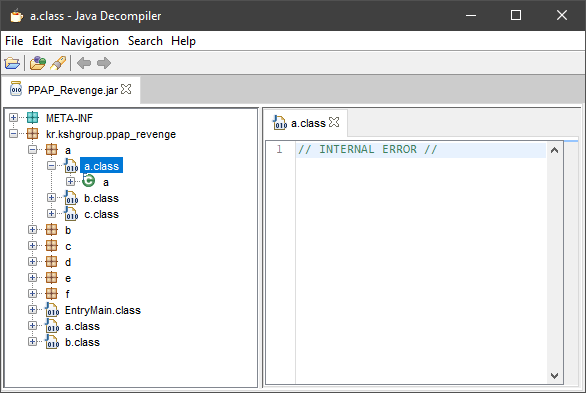 a.class - Java Decompiler
File Edit Navigation Search Help
PPAP_Revenge.jar
META-INF
kr.kshgroup.ppap_revenge
a
a.class
a
b.class
c.class
b
c
d
e
f
EntryMain.class
a.class
b.class
a.class
1 // INTERNAL ERROR //